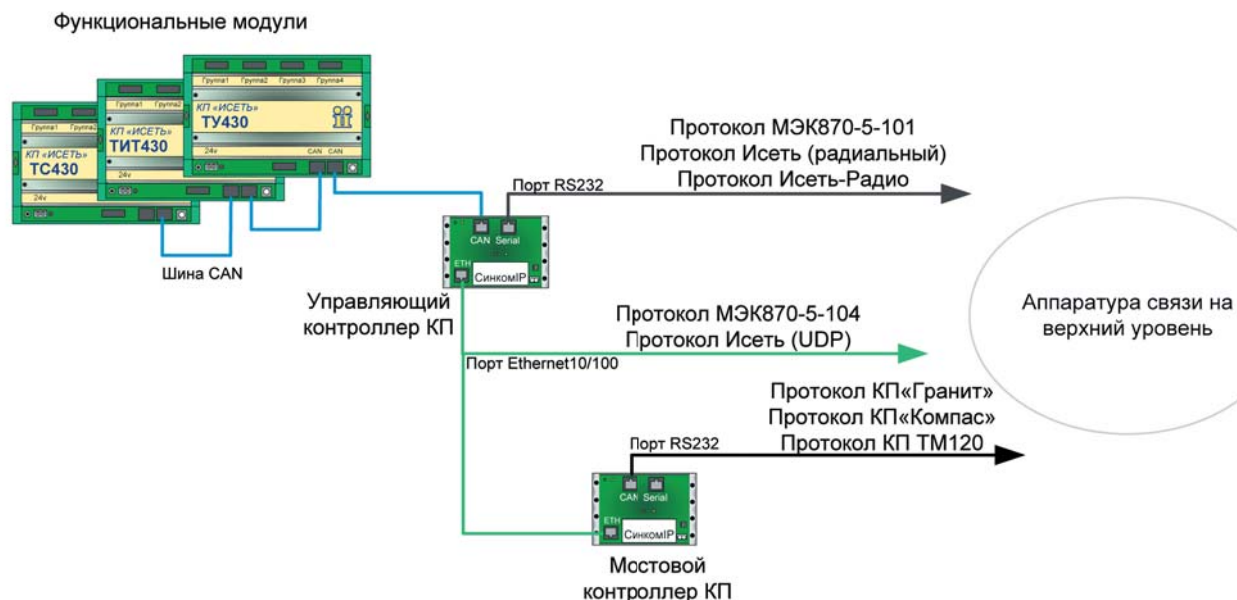 Функциональные модули
Группа1 Группа2 Группа3 Группа4
КП «ИСЕТЬ»
ТУ430
24v
CAN CAN
Группа1 Группа2
КП «ИСЕТЬ»
ТИТ430
24v
Группа1 Группа2
КП «ИСЕТЬ»
ТС430
24v
Шина CAN
Протокол МЭК870-5-101
Протокол Исеть (радиальный)
Протокол Исеть-Радио
Порт RS232
CAN Serial
ETH
СинкомIP
Управляющий
контроллер КП
Протокол МЭК870-5-104
Протокол Исеть (UDP)
Порт Ethernet10/100
Аппаратура связи на
верхний уровень
Протокол КП«Гранит»
Протокол КП«Компас»
Протокол КП ТМ120
Порт RS232
CAN Serial
ETH
СинкомIP
Мостовой
контроллер КП